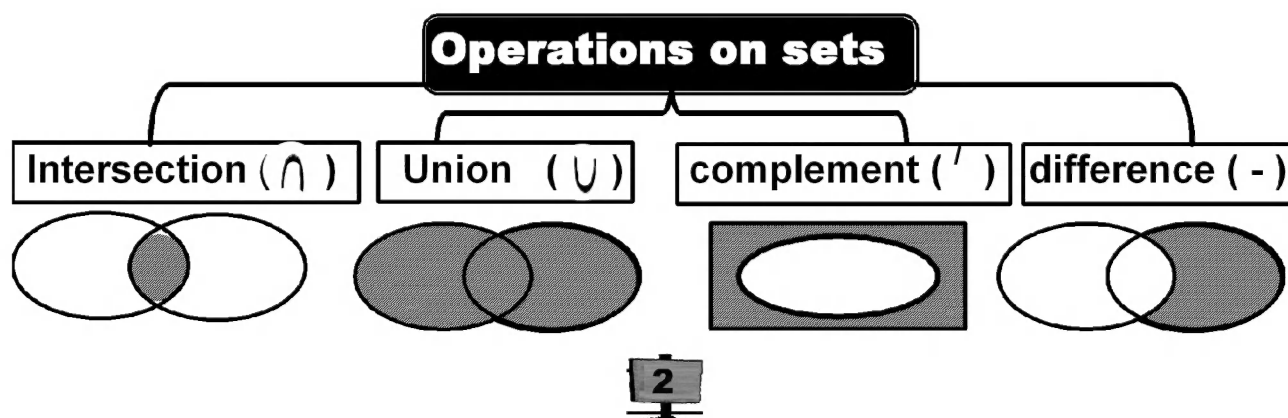 Operations on sets
Intersection ( ∩ )
Union ( ∪ )
complement ( ′ )
difference ( - )
2